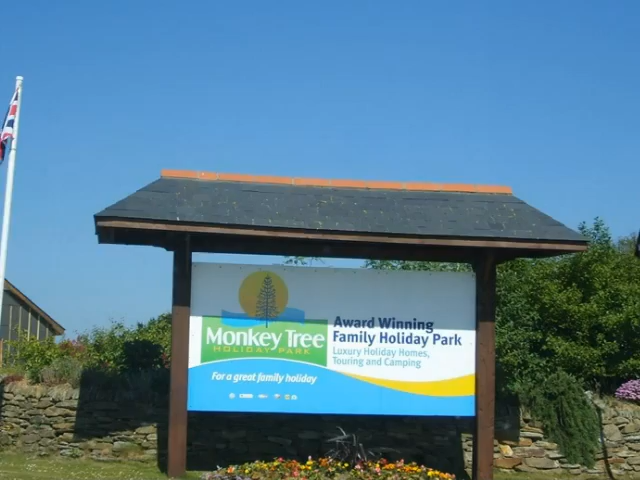 Monkey Tree
HOLIDAY PARK
For a great family holiday
Award Winning
Family Holiday Park
Luxury Holiday Homes,
Touring and Camping